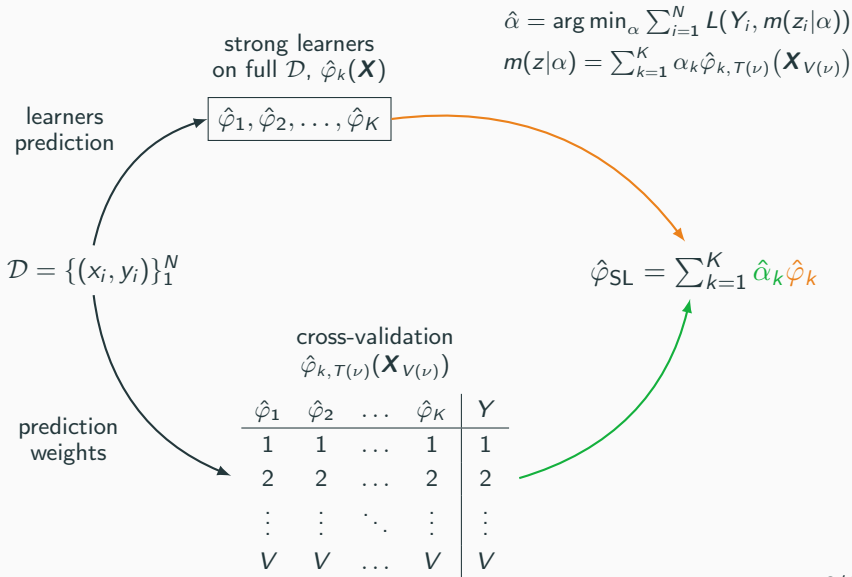 α̂ = arg min_α ∑_{i=1}^{N} L(Y_i, m(z_i|α))
m(z|α) = ∑_{k=1}^{K} α_k φ̂_{k,T(ν)}(X_{V(ν)})
strong learners
on full 𝒟, φ̂_k(X)
φ̂_1, φ̂_2, …, φ̂_K
learners
prediction
𝒟 = {(x_i, y_i)}_1^N
φ̂_SL = ∑_{k=1}^{K} α̂_k φ̂_k
cross-validation
φ̂_{k,T(ν)}(X_{V(ν)})
φ̂_1 φ̂_2 … φ̂_K Y
1 1 … 1 1
2 2 … 2 2
⋮ ⋮ ⋱ ⋮ ⋮
V V … V V
prediction
weights